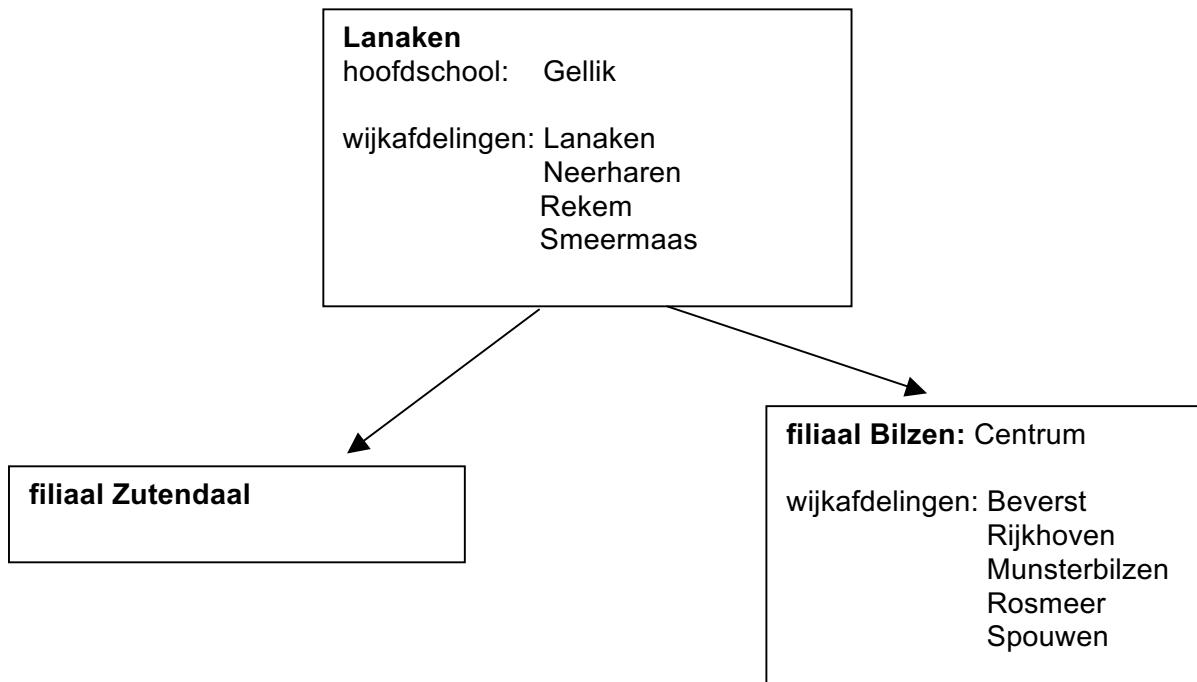 Lanaken
hoofdschool: Gellik
wijkafdelingen: Lanaken
Neerharen
Rekem
Smeermaas
filiaal Zutendaal
filiaal Bilzen: Centrum
wijkafdelingen: Beverst
Rijkhoven
Munsterbilzen
Rosmeer
Spouwen